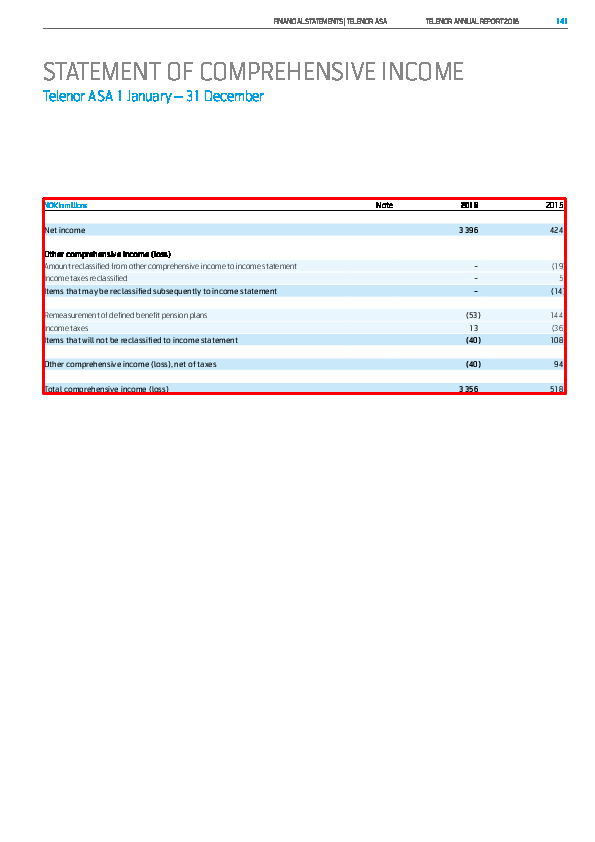 FINANCIAL STATEMENTS | TELENOR ASA TELENOR ANNUAL REPORT 2016 141
STATEMENT OF COMPREHENSIVE INCOME
Telenor ASA 1 January – 31 December
NOK in millions Note 2016 2015
Net income 3 396 424
Other comprehensive income (loss)
Amount reclassified from other comprehensive income to income statement – (19
Income taxes reclassified – 5
Items that may be reclassified subsequently to income statement – (14
Remeasurement of defined benefit pension plans (53) 144
Income taxes 13 (36
Items that will not be reclassified to income statement (40) 108
Other comprehensive income (loss), net of taxes (40) 94
Total comprehensive income (loss) 3 356 518